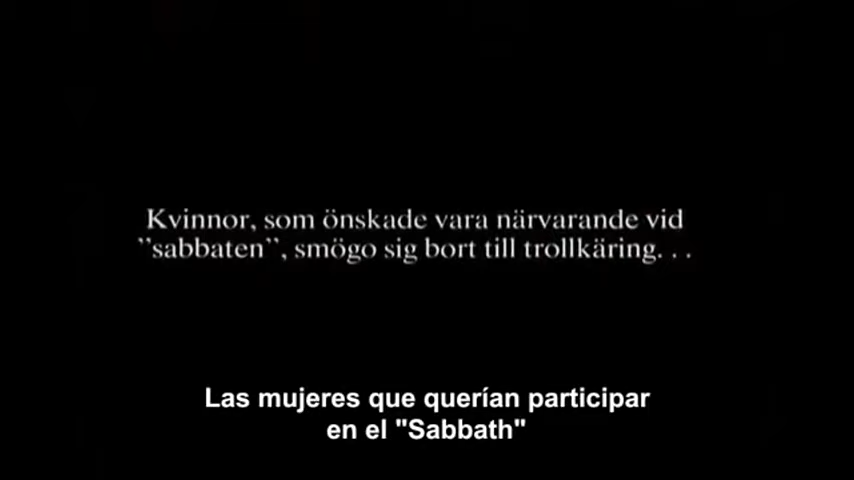 Kvinnor, som önskade vara närvarande vid
”sabbaten”, smögo sig bort till trollkäring. . .
Las mujeres que querían participar
en el "Sabbath"